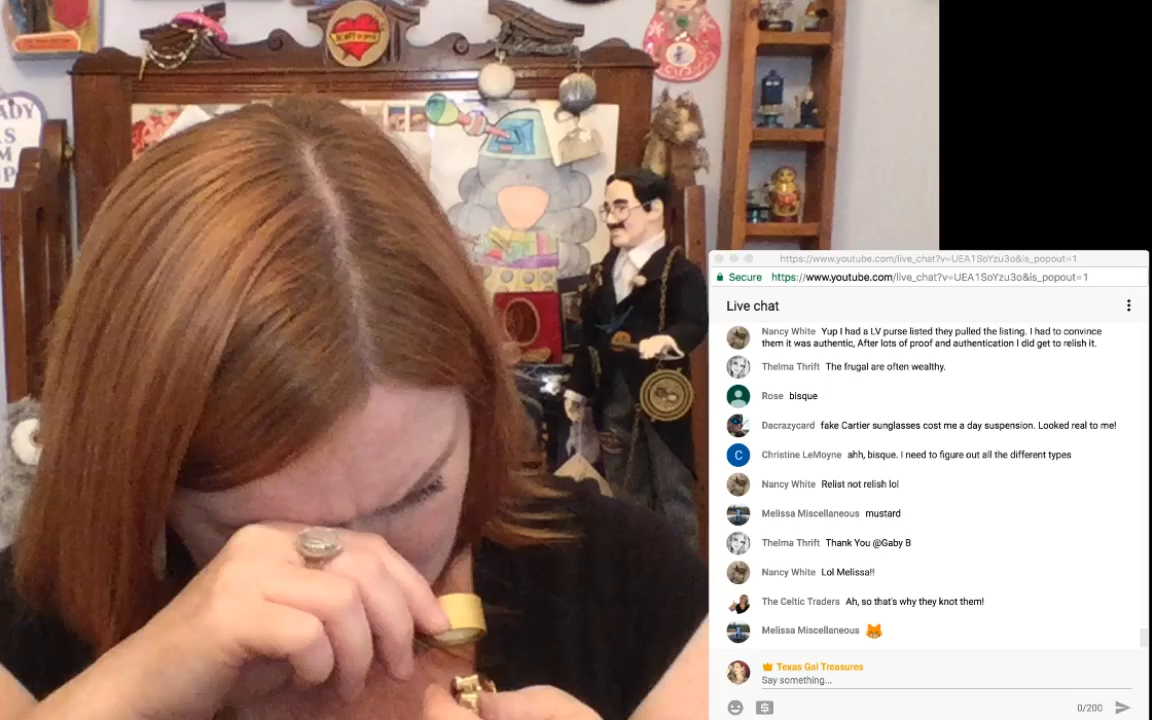 ADY
S
M
UP
https://www.youtube.com/live_chat?v=UEA1SoYzu3o&is_popout=1
Secure https://www.youtube.com/live_chat?v=UEA1SoYzu3o&is_popout=1
Live chat
Nancy White Yup I had a LV purse listed they pulled the listing. I had to convince
them it was authentic, After lots of proof and authentication I did get to relish it.
Thelma Thrift The frugal are often wealthy.
Rose bisque
Dacrazycard fake Cartier sunglasses cost me a day suspension. Looked real to me!
C Christine LeMoyne ahh, bisque. I need to figure out all the different types
Nancy White Relist not relish lol
Melissa Miscellaneous mustard
Thelma Thrift Thank You @Gaby B
Nancy White Lol Melissa!!
The Celtic Traders Ah, so that's why they knot them!
Melissa Miscellaneous 🦊
Texas Gal Treasures
Say something...
0/200